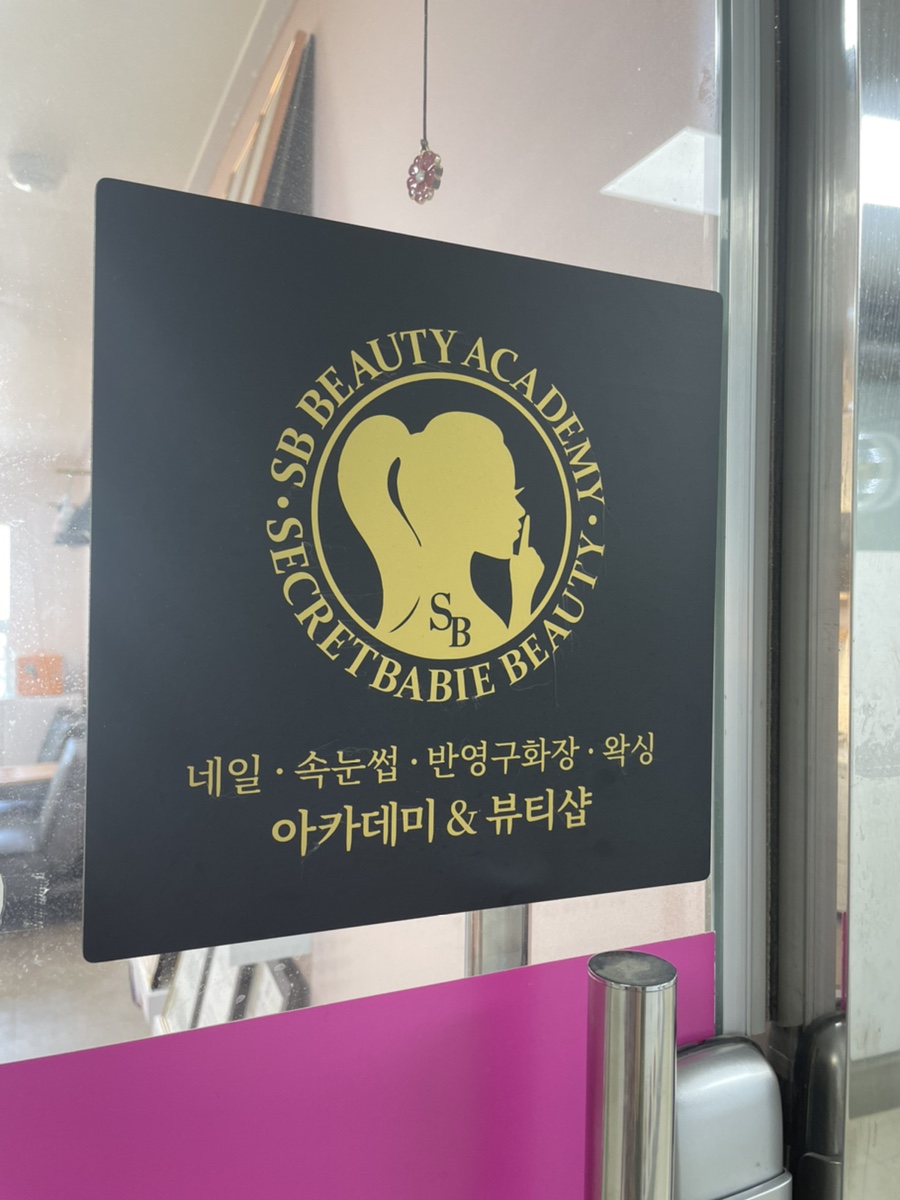 SB BEAUTY ACADEMY
SECRETBABIE BEAUTY
SB
네일 · 속눈썹 · 반영구화장 · 왁싱
아카데미 & 뷰티샵